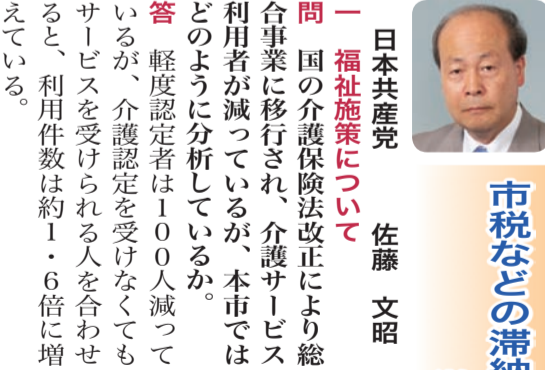 市税などの滞納
日本共産党　佐藤　文昭
一　福祉施策について
問　国の介護保険法改正により総
合事業に移行され、介護サービス
利用者が減っているが、本市では
どのように分析しているか。
答　軽度認定者は１００人減って
いるが、介護認定を受けなくても
サービスを受けられる人を合わせ
ると、利用件数は約１・６倍に増
えている。